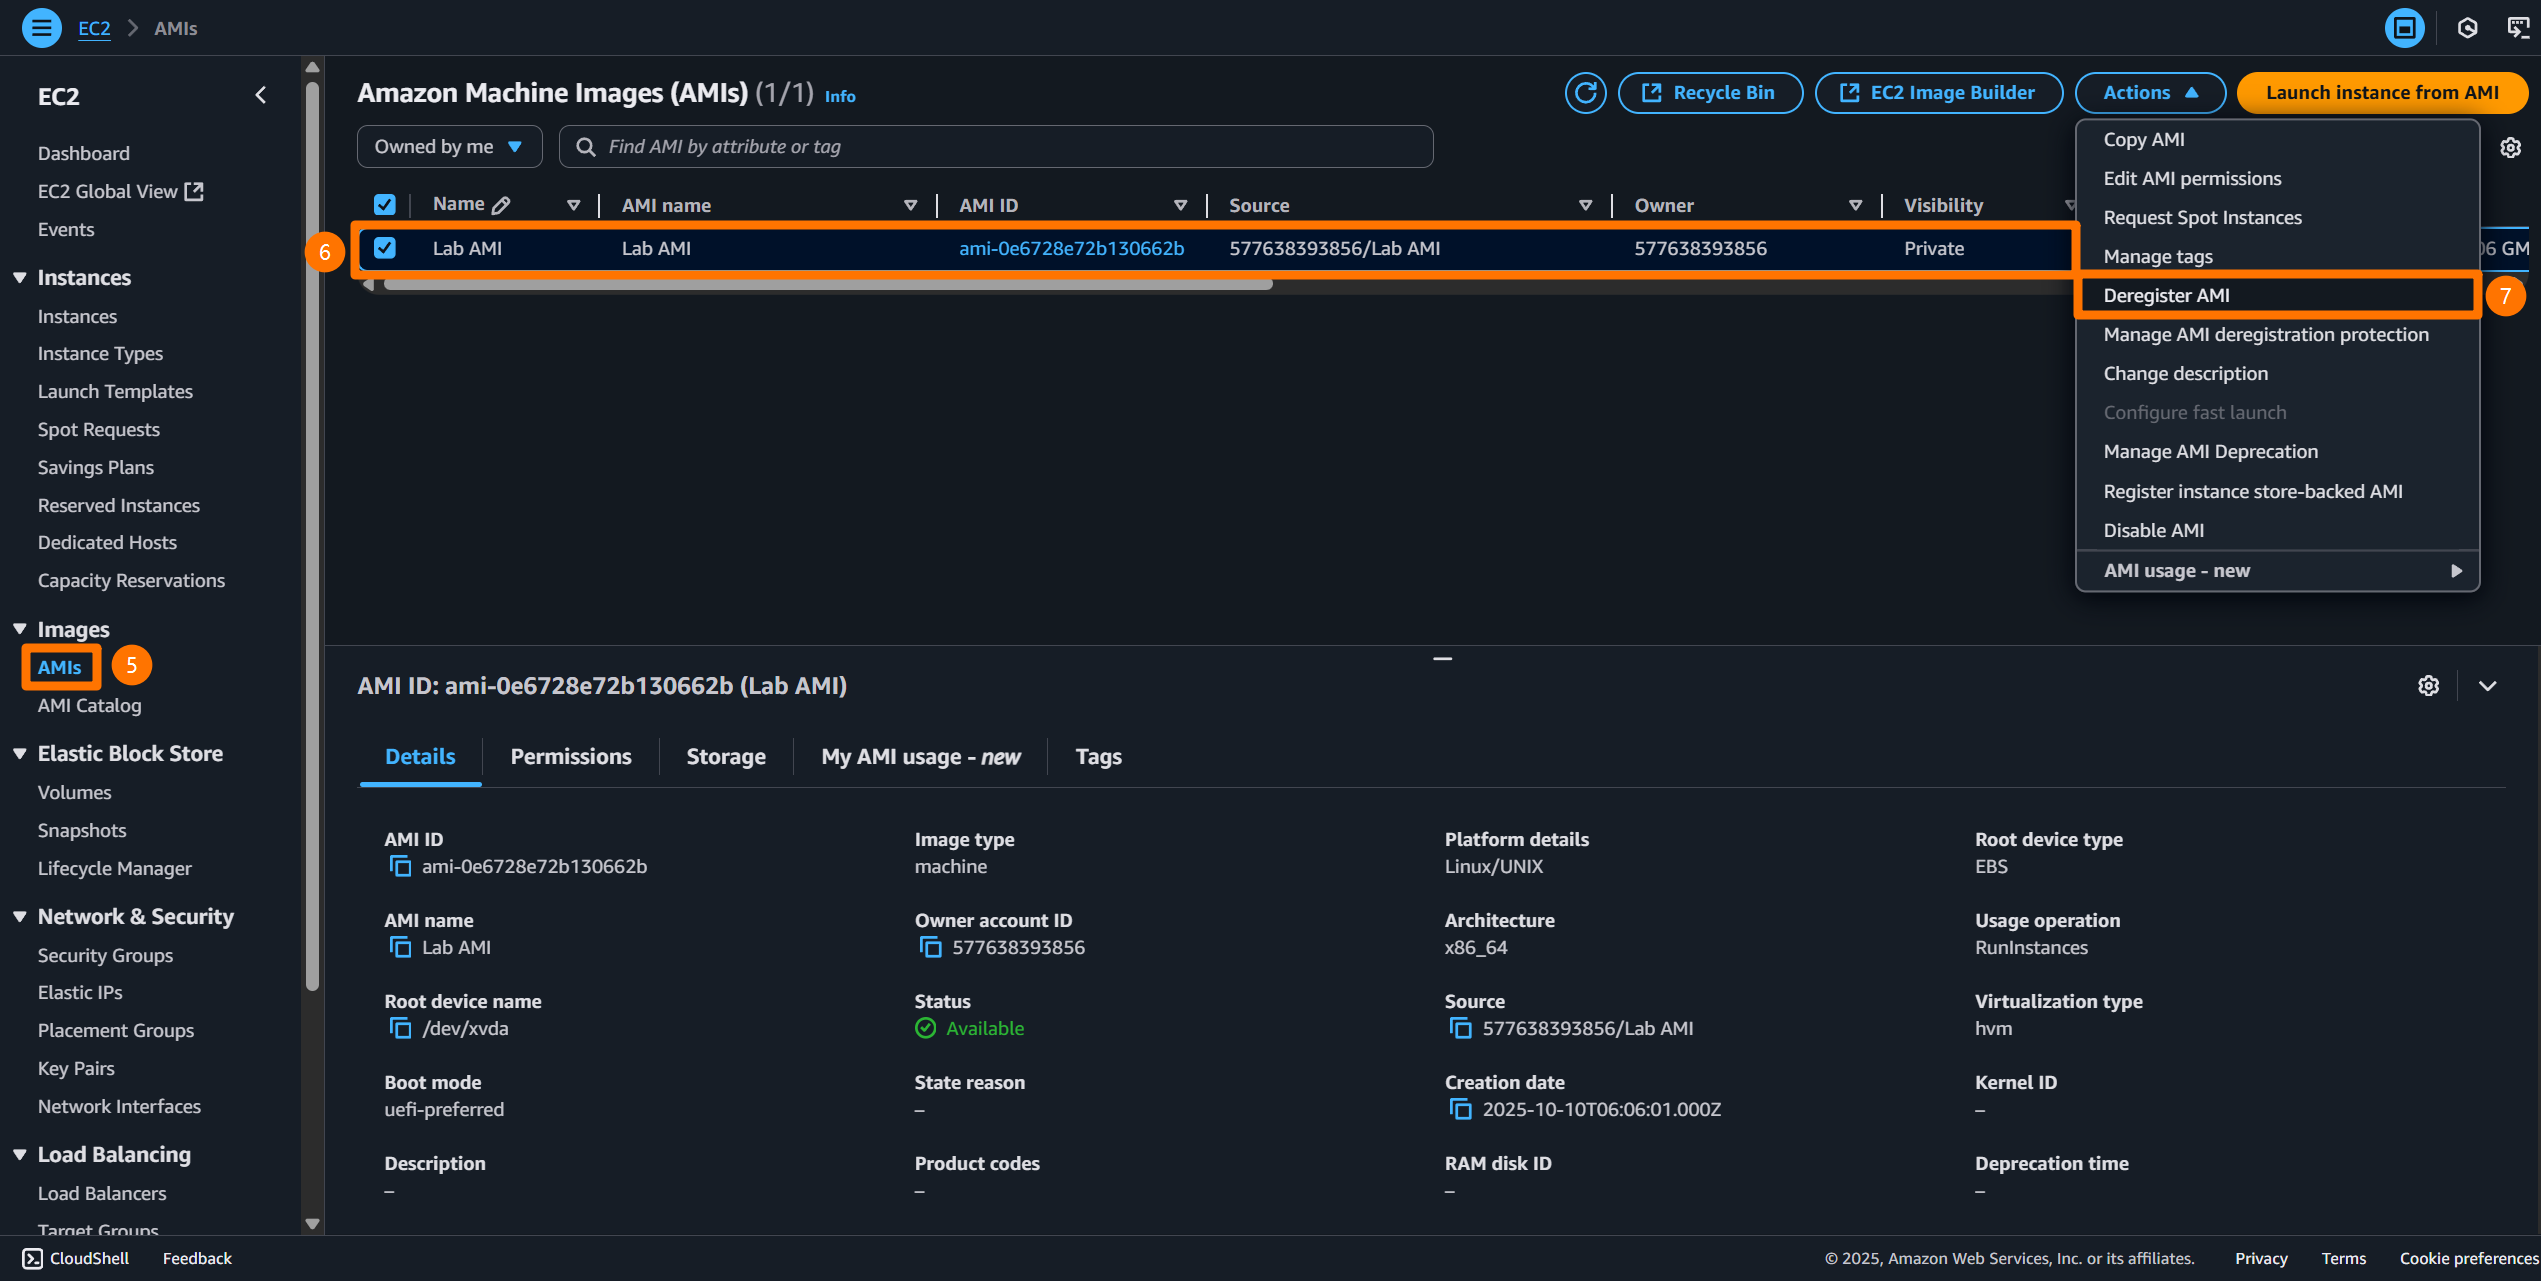 EC2 > AMIs
EC2
Dashboard
EC2 Global View
Events
Instances
Instances
Instance Types
Launch Templates
Spot Requests
Savings Plans
Reserved Instances
Dedicated Hosts
Capacity Reservations
Images
AMIs 5
AMI Catalog
Elastic Block Store
Volumes
Snapshots
Lifecycle Manager
Network & Security
Security Groups
Elastic IPs
Placement Groups
Key Pairs
Network Interfaces
Load Balancing
Load Balancers
Target Groups
Amazon Machine Images (AMIs) (1/1) Info
Recycle Bin EC2 Image Builder Actions Launch instance from AMI
Owned by me Find AMI by attribute or tag
Name AMI name AMI ID Source Owner Visibility
6 Lab AMI Lab AMI ami-0e6728e72b130662b 577638393856/Lab AMI 577638393856 Private 06 GM
Copy AMI
Edit AMI permissions
Request Spot Instances
Manage tags
Deregister AMI 7
Manage AMI deregistration protection
Change description
Configure fast launch
Manage AMI Deprecation
Register instance store-backed AMI
Disable AMI
AMI usage - new
AMI ID: ami-0e6728e72b130662b (Lab AMI)
Details Permissions Storage My AMI usage - new Tags
AMI ID Image type Platform details Root device type
ami-0e6728e72b130662b machine Linux/UNIX EBS
AMI name Owner account ID Architecture Usage operation
Lab AMI 577638393856 x86_64 RunInstances
Root device name Status Source Virtualization type
/dev/xvda Available 577638393856/Lab AMI hvm
Boot mode State reason Creation date Kernel ID
uefi-preferred – 2025-10-10T06:06:01.000Z –
Description Product codes RAM disk ID Deprecation time
– – – –
CloudShell Feedback © 2025, Amazon Web Services, Inc. or its affiliates. Privacy Terms Cookie preferences